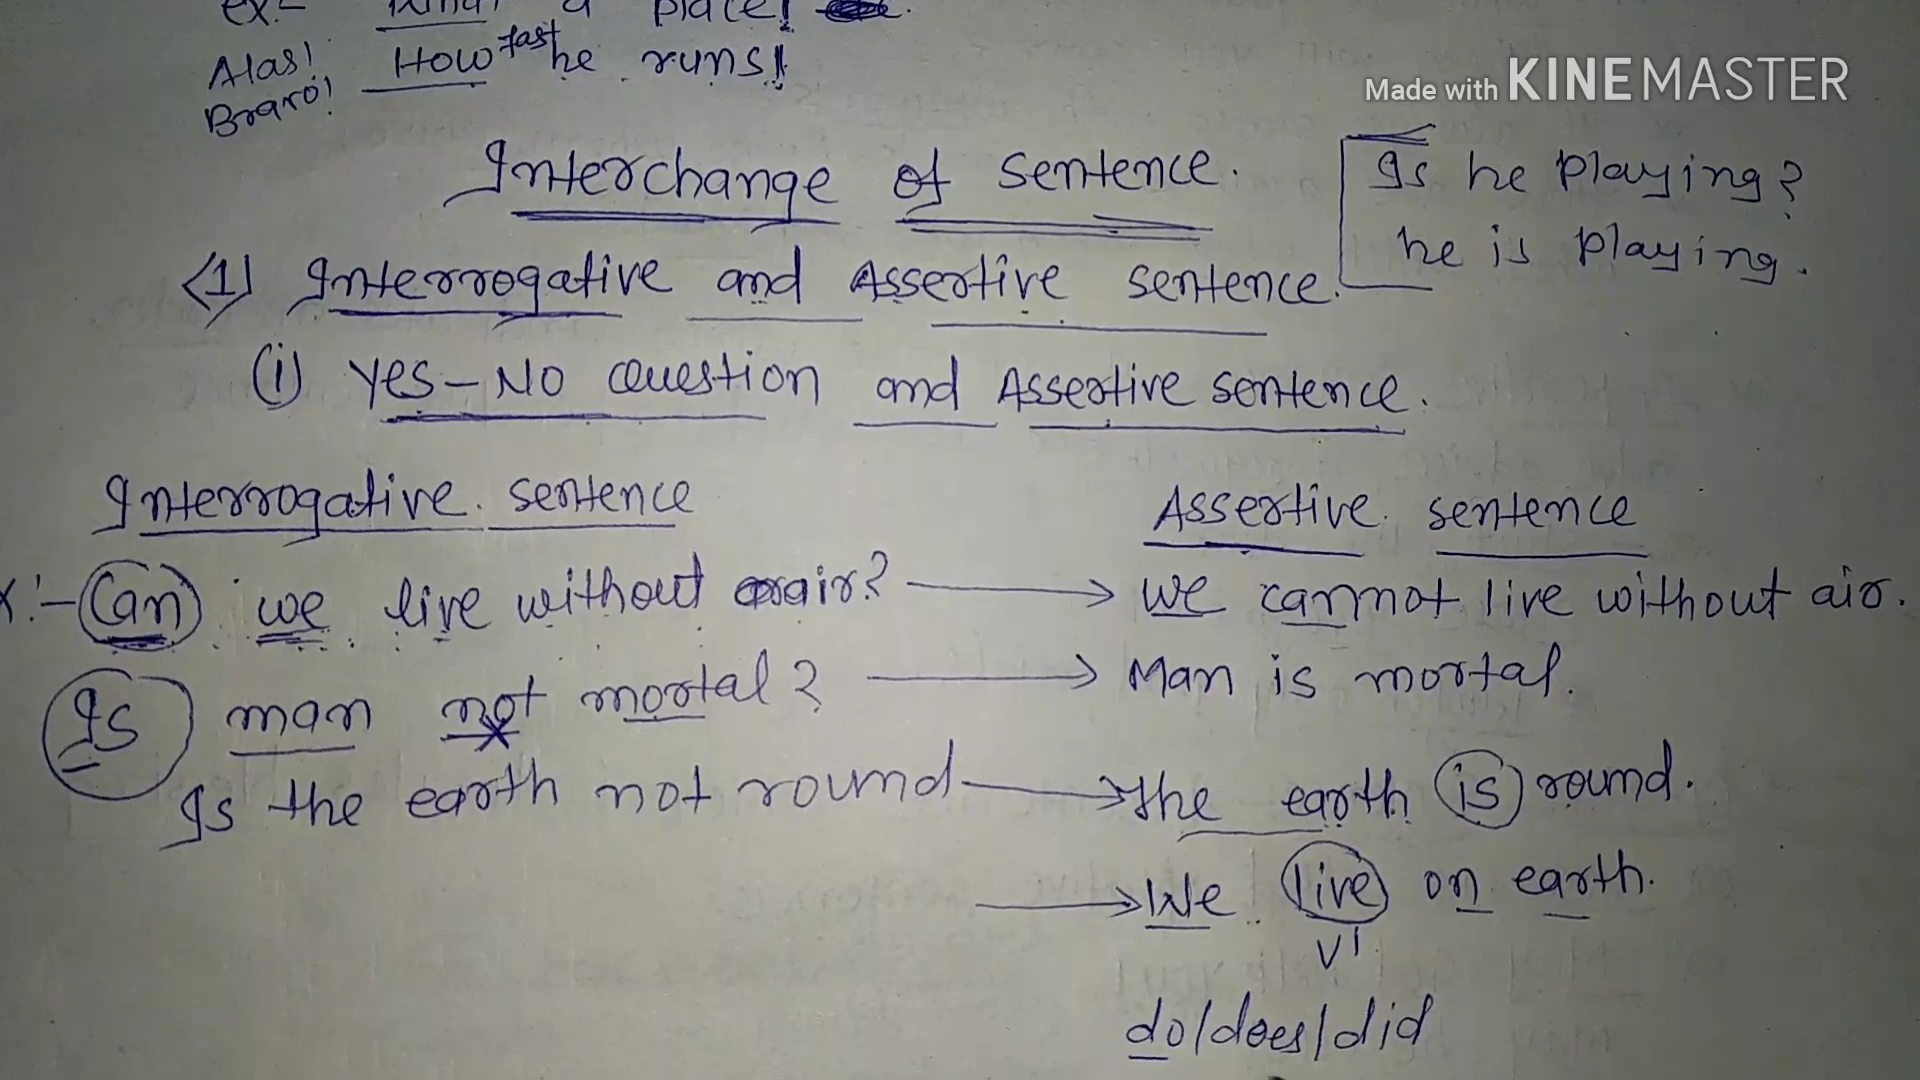 ex:- What a place!
Alas! How fast he runs!
Bravo!
Made with KINEMASTER
Interchange of sentence.
Is he playing?
he is playing.
(1) Interrogative and Assertive sentence.
(i) Yes-No Question and Assertive sentence.
Interrogative sentence
Assertive sentence
x:- Can we live without air? → We cannot live without air.
Is man not mortal? → Man is mortal.
Is the earth not round → The earth is round.
→ We live on earth.
V1
do/does/did